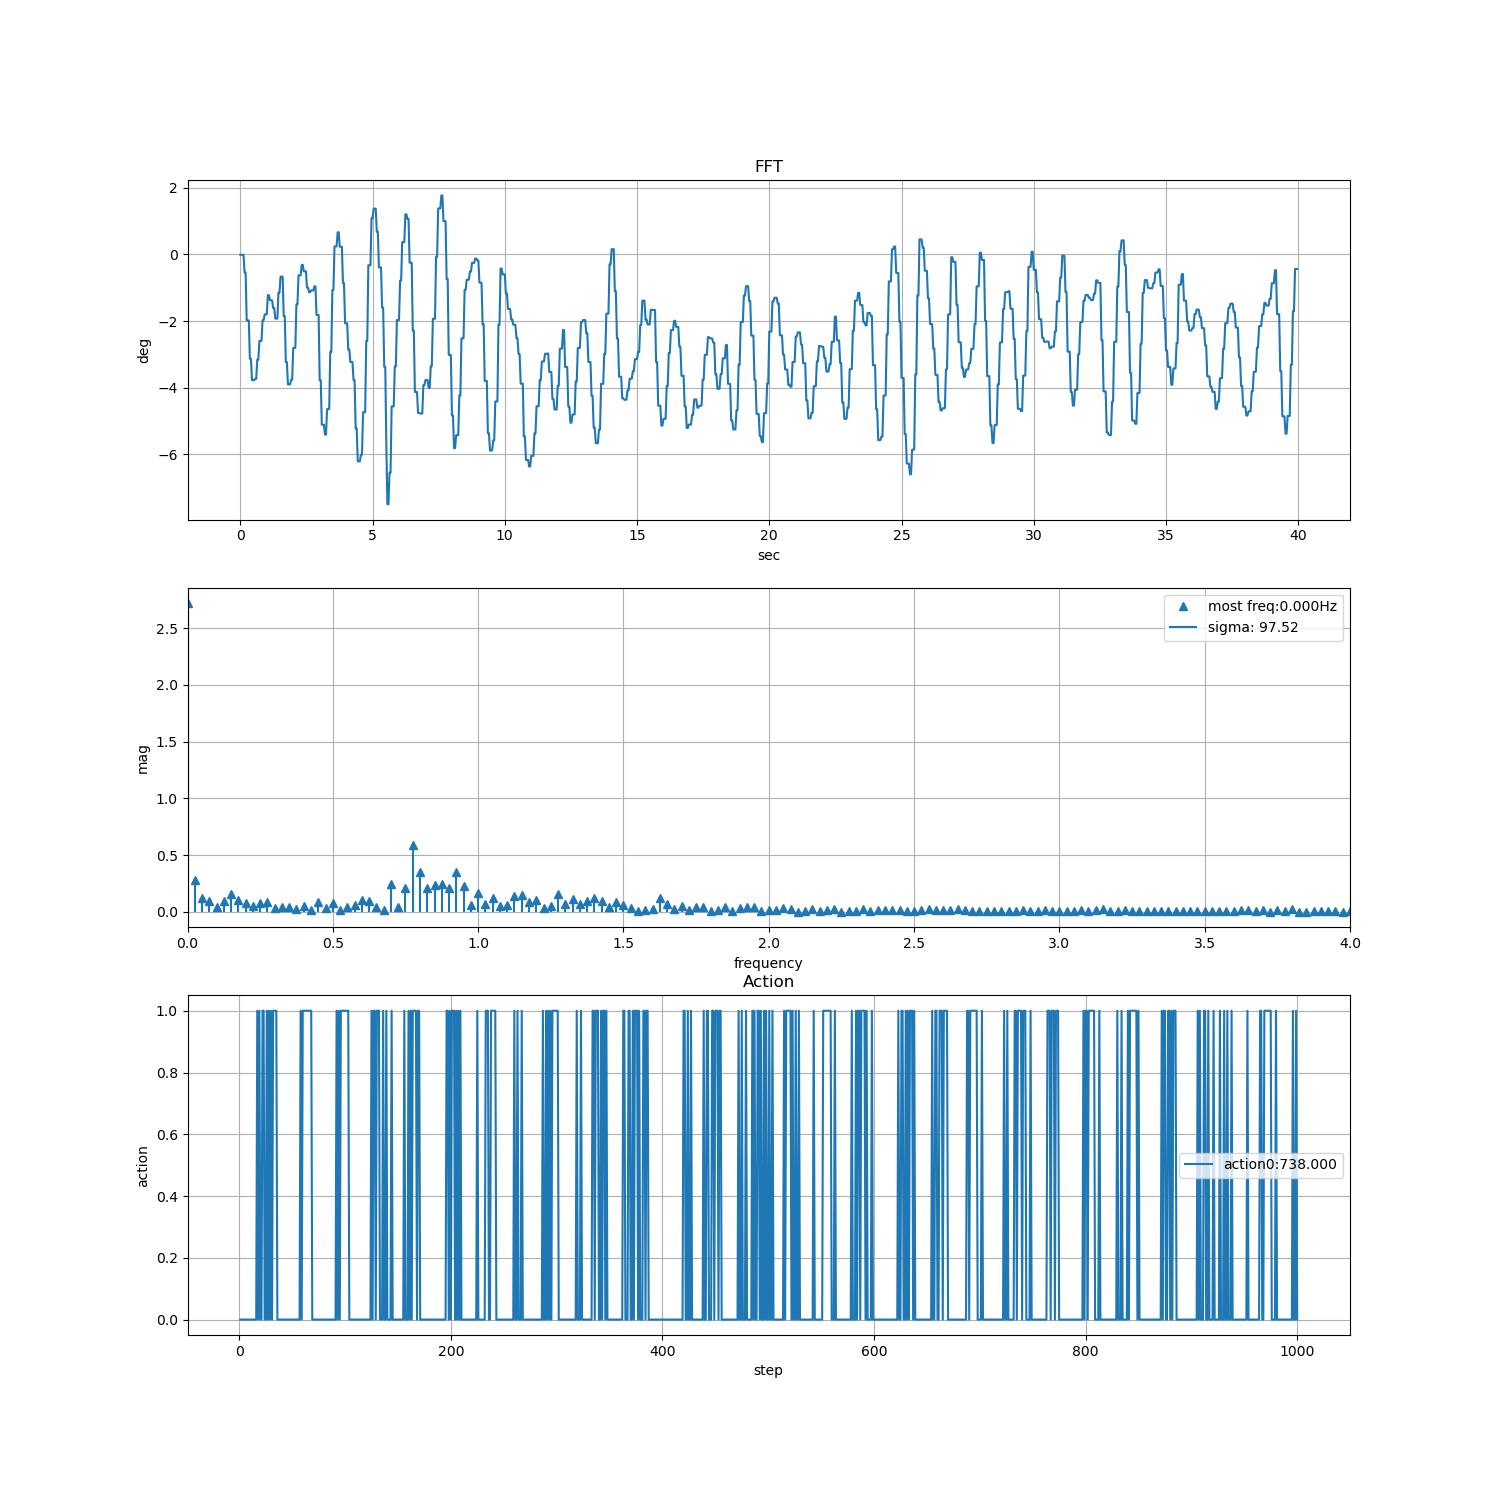 FFT
2
0
−2
−4
−6
deg
0 5 10 15 20 25 30 35 40
sec
most freq:0.000Hz
sigma: 97.52
2.5
2.0
1.5
1.0
0.5
0.0
mag
0.0 0.5 1.0 1.5 2.0 2.5 3.0 3.5 4.0
frequency
Action
1.0
0.8
0.6
0.4
0.2
0.0
action
action0:738.000
0 200 400 600 800 1000
step